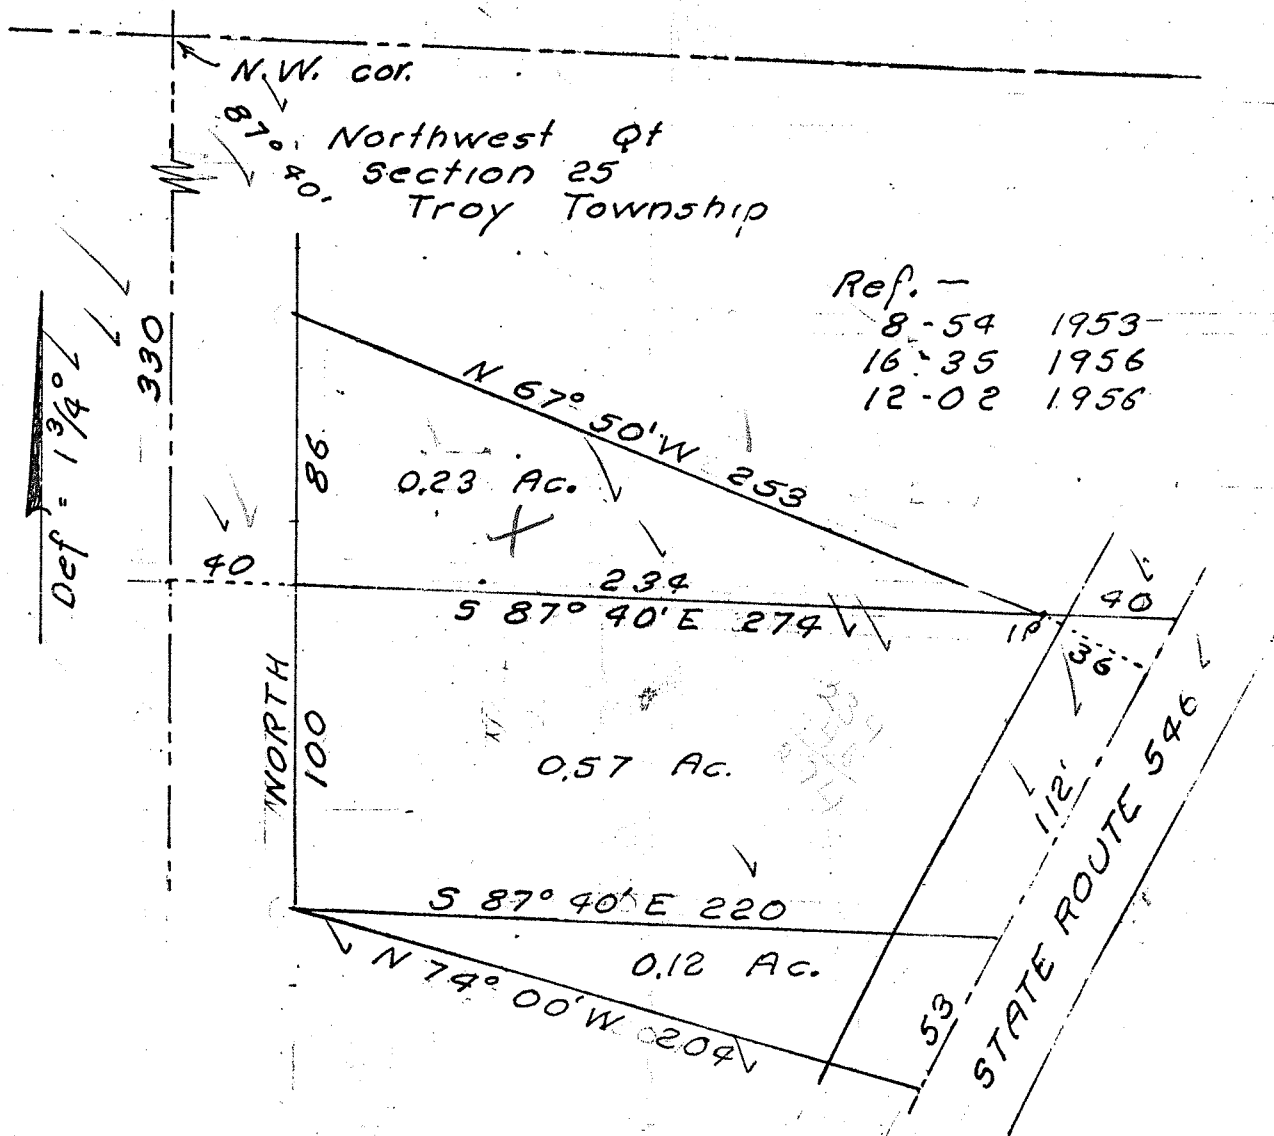 N.W. cor.
87° 40'
Northwest Qt
Section 25
Troy Township
Ref. —
8-54 1953
16-35 1956
12-02 1956
Def' = 1 3/4°
330
N 67° 50' W 253
86
0.23 Ac.
40
234
S 87° 40' E 274
IP
40
36
NORTH
100
0.57 Ac.
112'
STATE ROUTE 546
S 87° 40' E 220
0.12 Ac.
N 74° 00' W 204
53